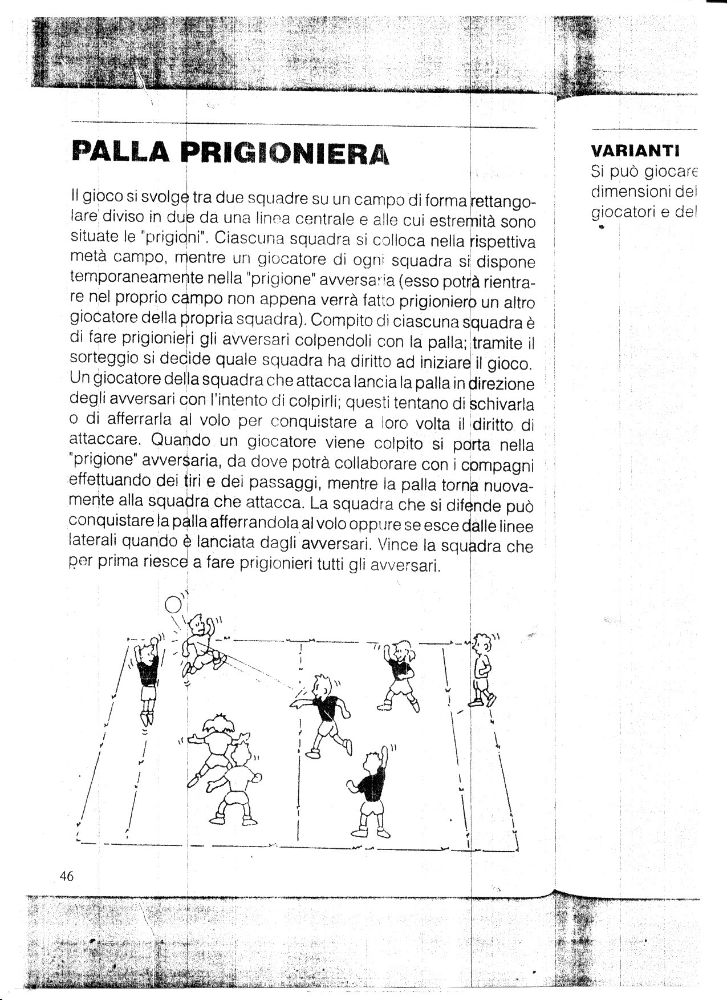 PALLA PRIGIONIERA
Il gioco si svolge tra due squadre su un campo di forma rettango-
lare diviso in due da una linea centrale e alle cui estremità sono
situate le "prigioni". Ciascuna squadra si colloca nella rispettiva
metà campo, mentre un giocatore di ogni squadra si dispone
temporaneamente nella "prigione" avversaria (esso potrà rientra-
re nel proprio campo non appena verrà fatto prigioniero un altro
giocatore della propria squadra). Compito di ciascuna squadra è
di fare prigionieri gli avversari colpendoli con la palla; tramite il
sorteggio si decide quale squadra ha diritto ad iniziare il gioco.
Un giocatore della squadra che attacca lancia la palla in direzione
degli avversari con l'intento di colpirli; questi tentano di schivarla
o di afferrarla al volo per conquistare a loro volta il diritto di
attaccare. Quando un giocatore viene colpito si porta nella
"prigione" avversaria, da dove potrà collaborare con i compagni
effettuando dei tiri e dei passaggi, mentre la palla torna nuova-
mente alla squadra che attacca. La squadra che si difende può
conquistare la palla afferrandola al volo oppure se esce dalle linee
laterali quando è lanciata dagli avversari. Vince la squadra che
per prima riesce a fare prigionieri tutti gli avversari.
46
VARIANTI
Si può giocare
dimensioni del
giocatori e del